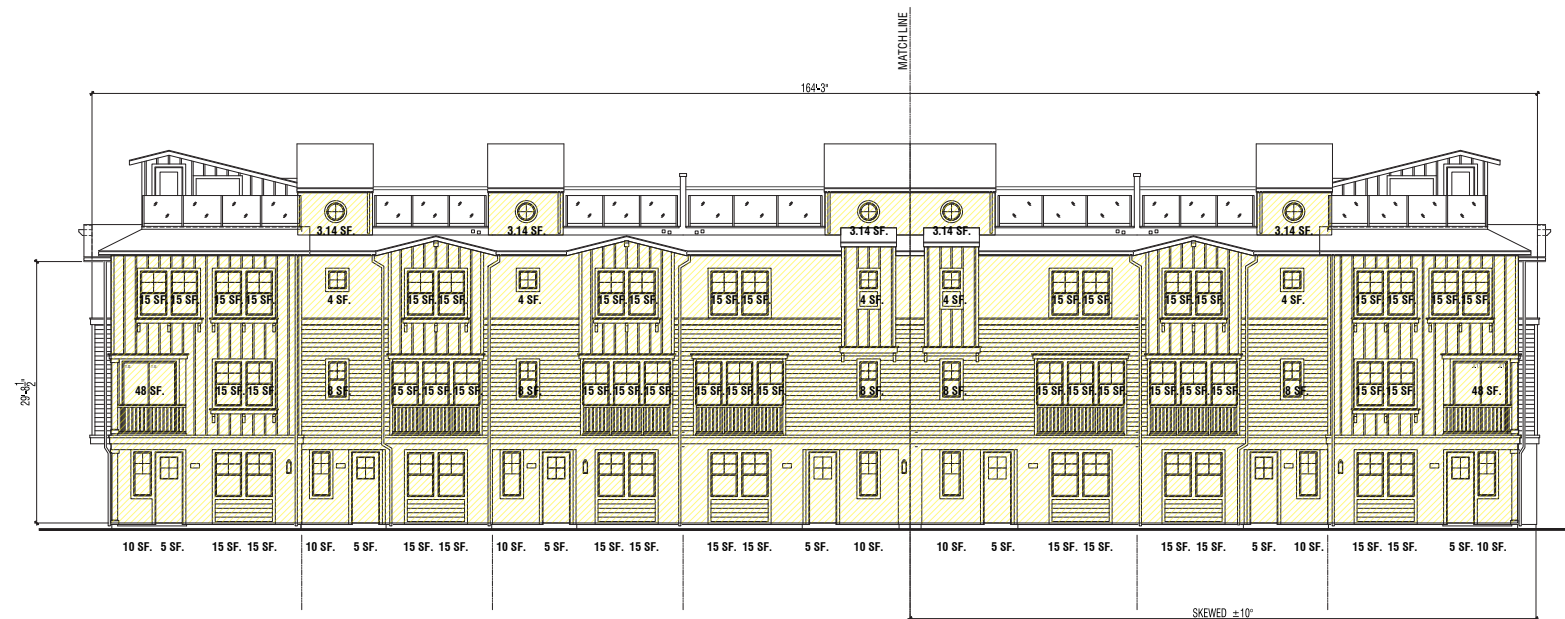 MATCH LINE
164'-3"
3.14 SF. 3.14 SF. 3.14 SF. 3.14 SF. 3.14 SF.
15 SF. 15 SF. 15 SF. 15 SF. 4 SF. 15 SF. 15 SF. 4 SF. 15 SF. 15 SF. 15 SF. 15 SF. 4 SF. 4 SF. 15 SF. 15 SF. 15 SF. 15 SF. 4 SF. 15 SF. 15 SF. 15 SF. 15 SF.
29'-8½"
48 SF. 15 SF. 15 SF. 8 SF. 15 SF. 15 SF. 15 SF. 8 SF. 15 SF. 15 SF. 15 SF. 15 SF. 15 SF. 15 SF. 8 SF. 8 SF. 15 SF. 15 SF. 15 SF. 15 SF. 15 SF. 15 SF. 8 SF. 15 SF. 15 SF. 48 SF.
10 SF. 5 SF. 15 SF. 15 SF. 10 SF. 5 SF. 15 SF. 15 SF. 10 SF. 5 SF. 15 SF. 15 SF. 15 SF. 15 SF. 5 SF. 10 SF. 10 SF. 5 SF. 15 SF. 15 SF. 15 SF. 15 SF. 5 SF. 10 SF. 15 SF. 15 SF. 5 SF. 10 SF.
SKEWED ±10°